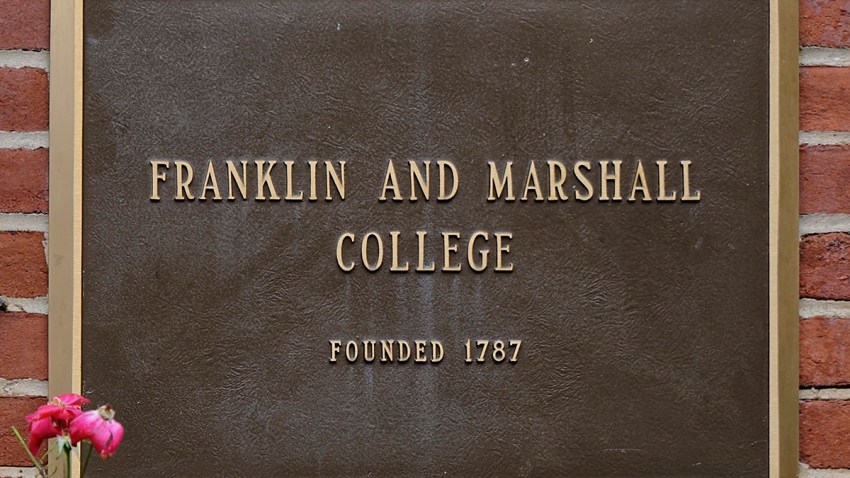 FRANKLIN AND MARSHALL
COLLEGE
FOUNDED 1787